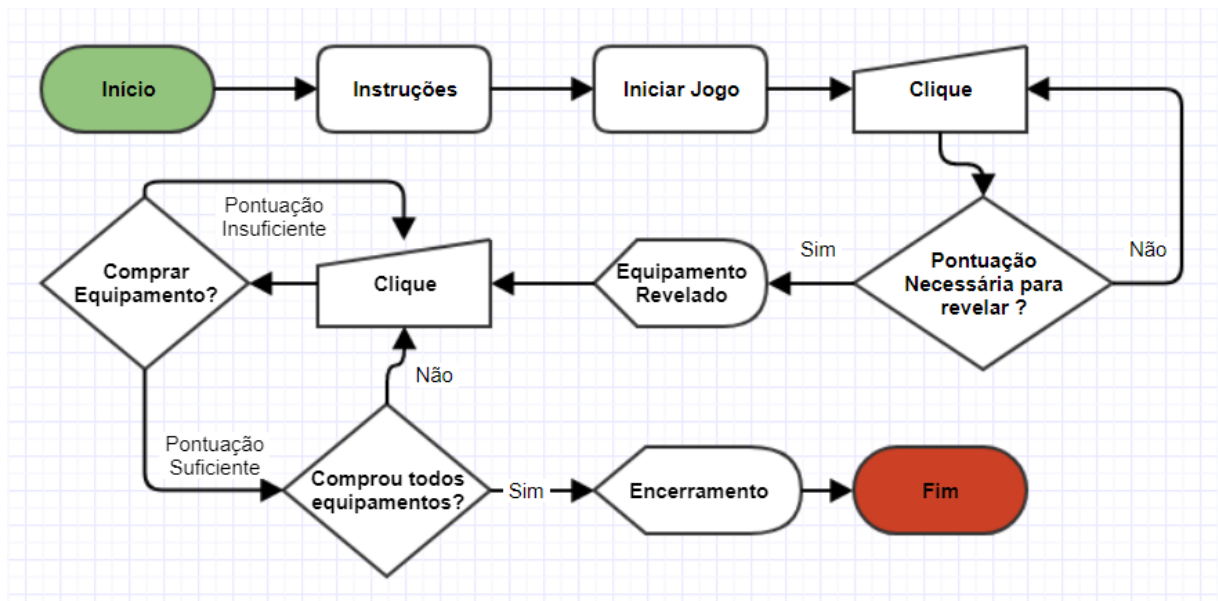 Início
Instruções
Iniciar Jogo
Clique
Pontuação
Insuficiente
Comprar
Equipamento?
Clique
Equipamento
Revelado
Sim
Pontuação
Necessária para
revelar ?
Não
Não
Pontuação
Suficiente
Comprou todos
equipamentos?
Sim
Encerramento
Fim